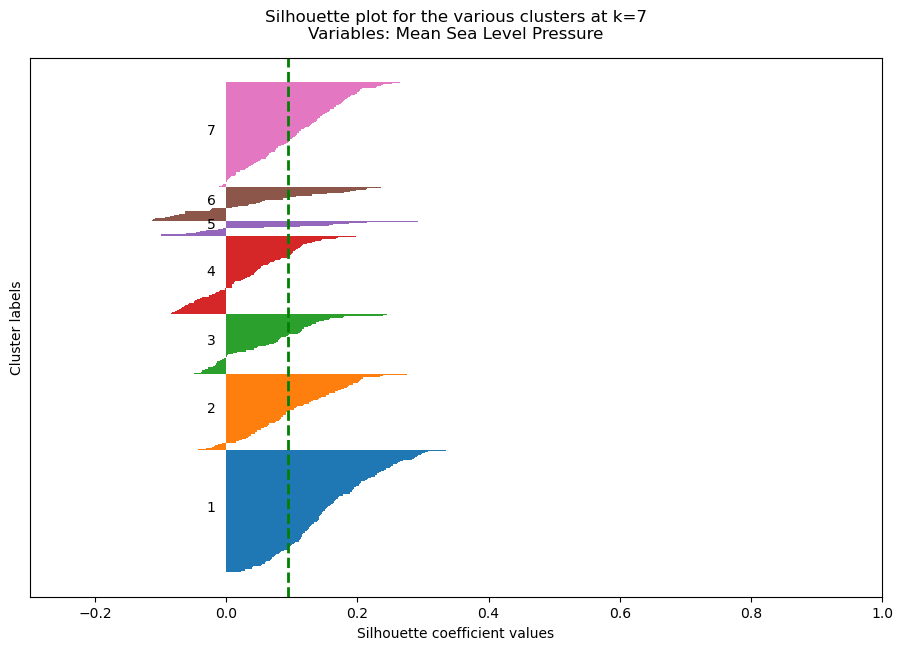 Silhouette plot for the various clusters at k=7
Variables: Mean Sea Level Pressure
7
6
5
4
3
2
1
Cluster labels
−0.2 0.0 0.2 0.4 0.6 0.8 1.0
Silhouette coefficient values